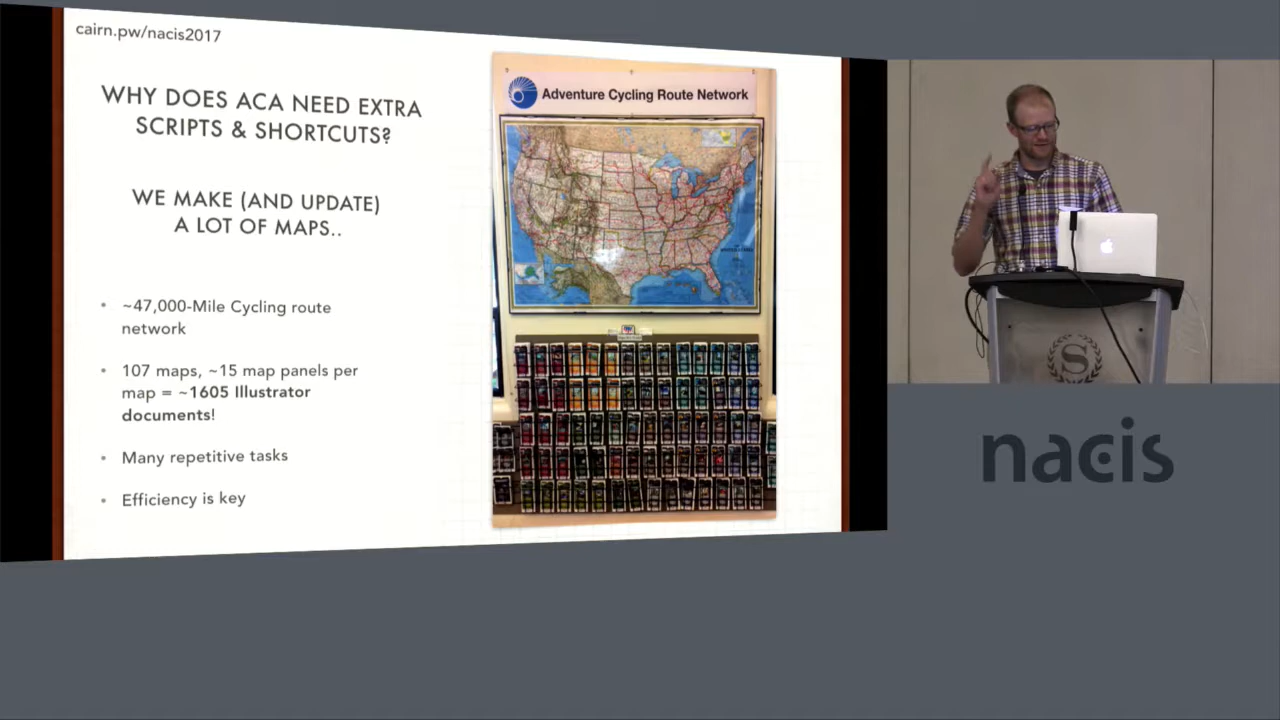 cairn.pw/nacis2017
WHY DOES ACA NEED EXTRA
SCRIPTS & SHORTCUTS?
WE MAKE (AND UPDATE)
A LOT OF MAPS..
• ~47,000-Mile Cycling route
network
• 107 maps, ~15 map panels per
map = ~1605 Illustrator
documents!
• Many repetitive tasks
• Efficiency is key
Adventure Cycling Route Network
S
nacis